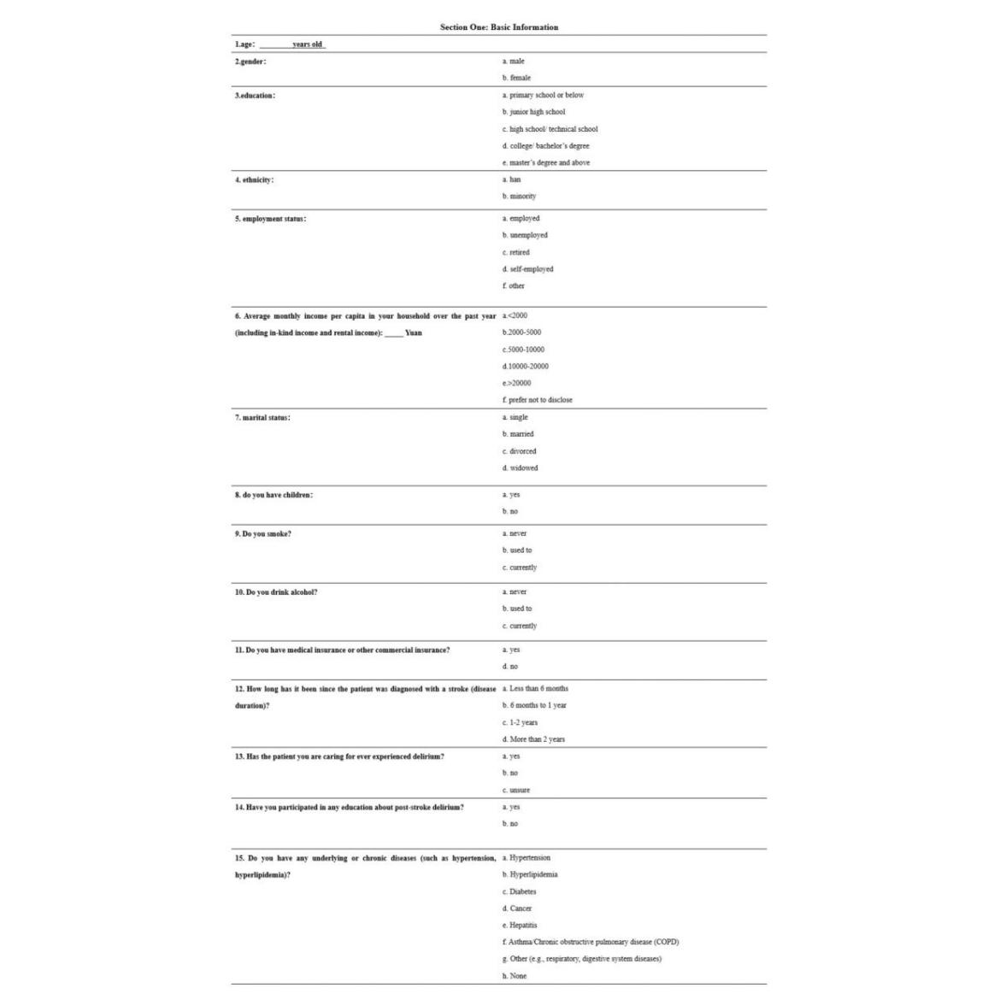 Section One: Basic Information
1.age: ________ years old
2.gender:
a. male
b. female
3.education:
a. primary school or below
b. junior high school
c. high school/ technical school
d. college/ bachelor's degree
e. master's degree and above
4. ethnicity:
a. han
b. minority
5. employment status:
a. employed
b. unemployed
c. retired
d. self-employed
f. other
6. Average monthly income per capita in your household over the past year
(including in-kind income and rental income): _____ Yuan
a.<2000
b.2000-5000
c.5000-10000
d.10000-20000
e.>20000
f. prefer not to disclose
7. marital status:
a. single
b. married
c. divorced
d. widowed
8. do you have children:
a. yes
b. no
9. Do you smoke?
a. never
b. used to
c. currently
10. Do you drink alcohol?
a. never
b. used to
c. currently
11. Do you have medical insurance or other commercial insurance?
a. yes
d. no
12. How long has it been since the patient was diagnosed with a stroke (disease
duration)?
a. Less than 6 months
b. 6 months to 1 year
c. 1-2 years
d. More than 2 years
13. Has the patient you are caring for ever experienced delirium?
a. yes
b. no
c. unsure
14. Have you participated in any education about post-stroke delirium?
a. yes
b. no
15. Do you have any underlying or chronic diseases (such as hypertension,
hyperlipidemia)?
a. Hypertension
b. Hyperlipidemia
c. Diabetes
d. Cancer
e. Hepatitis
f. Asthma/Chronic obstructive pulmonary disease (COPD)
g. Other (e.g., respiratory, digestive system diseases)
h. None